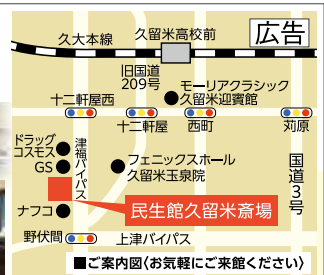 広告
久大本線
久留米高校前
旧国道
209号
モーリアクラシック
久留米迎賓館
十二軒屋西
十二軒屋
西町
苅原
ドラッグ
コスモス
GS
津福バイパス
フェニックスホール
久留米玉泉院
国道3号
民生館久留米斎場
ナフコ
野伏間
上津バイパス
■ご案内図〈お気軽にご来館ください〉